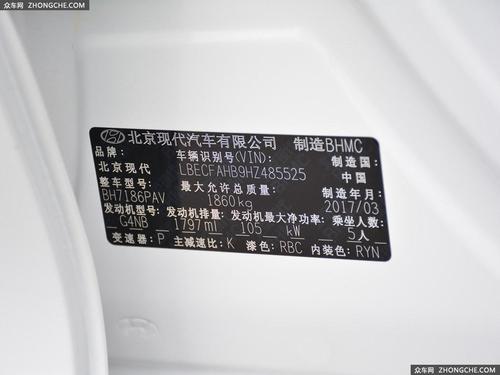 众车网 ZHONGCHE.COM
北京现代汽车有限公司 制造BHMC
品牌: 车辆识别号(VIN): 制造国:
北京现代 LBECFAHB9HZ485525 中国
整车型号: 最大允许总质量: 制造年月:
BH7186PAV 1860kg 2017/03
发动机型号: 发动机排量: 发动机最大净功率: 乘坐人数:
G4NB 1797ml 105 kW 5人
变速器: P 主减速比: K 漆色: RBC 内装色: RYN
众车网 ZHONGCHE.COM